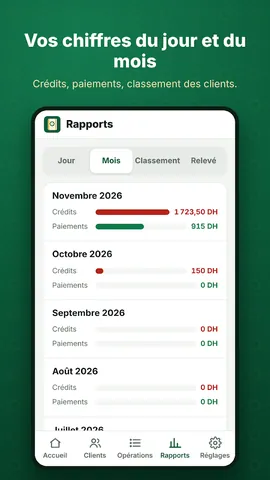 Vos chiffres du jour et du
mois
Crédits, paiements, classement des clients.
Rapports
Jour Mois Classement Relevé
Novembre 2026
Crédits 1 723,50 DH
Paiements 915 DH
Octobre 2026
Crédits 150 DH
Paiements 0 DH
Septembre 2026
Crédits 0 DH
Paiements 0 DH
Août 2026
Crédits 0 DH
Paiements 0 DH
Juillet 2026
Accueil Clients Opérations Rapports Réglages